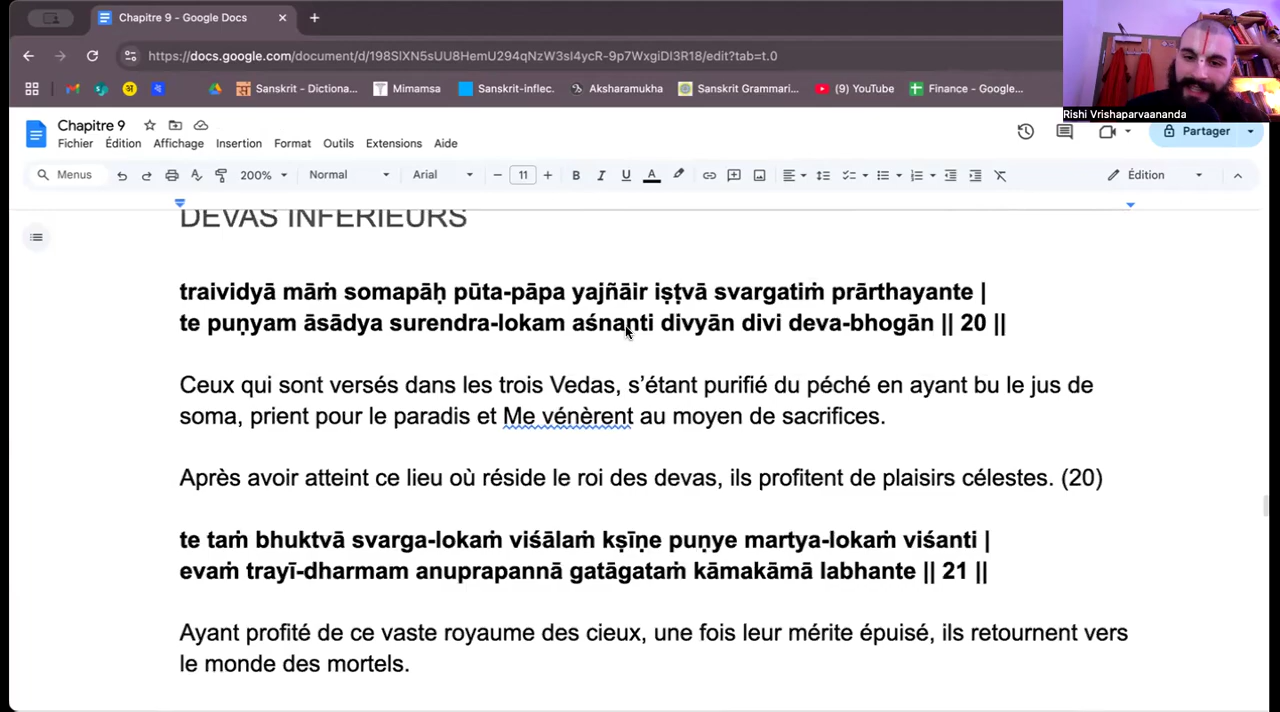 Chapitre 9 - Google Docs
https://docs.google.com/document/d/198SlXN5sUU8HemU294qNzW3sl4ycR-9p7WxgiDI3R18/edit?tab=t.0
Sanskrit - Dictiona... Mimamsa Sanskrit-inflec. Aksharamukha Sanskrit Grammari... (9) YouTube Finance - Google...
Rishi Vrishaparvaananda
Chapitre 9
Partager
Fichier Édition Affichage Insertion Format Outils Extensions Aide
Menus 200% Normal Arial 11 Édition
DEVAS INFERIEURS
traividyā māṁ somapāḥ pūta-pāpa yajñāir iṣṭvā svargatiṁ prārthayante |
te puṇyam āsādya surendra-lokam aśnanti divyān divi deva-bhogān || 20 ||
Ceux qui sont versés dans les trois Vedas, s’étant purifié du péché en ayant bu le jus de
soma, prient pour le paradis et Me vénèrent au moyen de sacrifices.
Après avoir atteint ce lieu où réside le roi des devas, ils profitent de plaisirs célestes. (20)
te taṁ bhuktvā svarga-lokaṁ viśālaṁ kṣīṇe puṇye martya-lokaṁ viśanti |
evaṁ trayī-dharmam anuprapannā gatāgataṁ kāmakāmā labhante || 21 ||
Ayant profité de ce vaste royaume des cieux, une fois leur mérite épuisé, ils retournent vers
le monde des mortels.